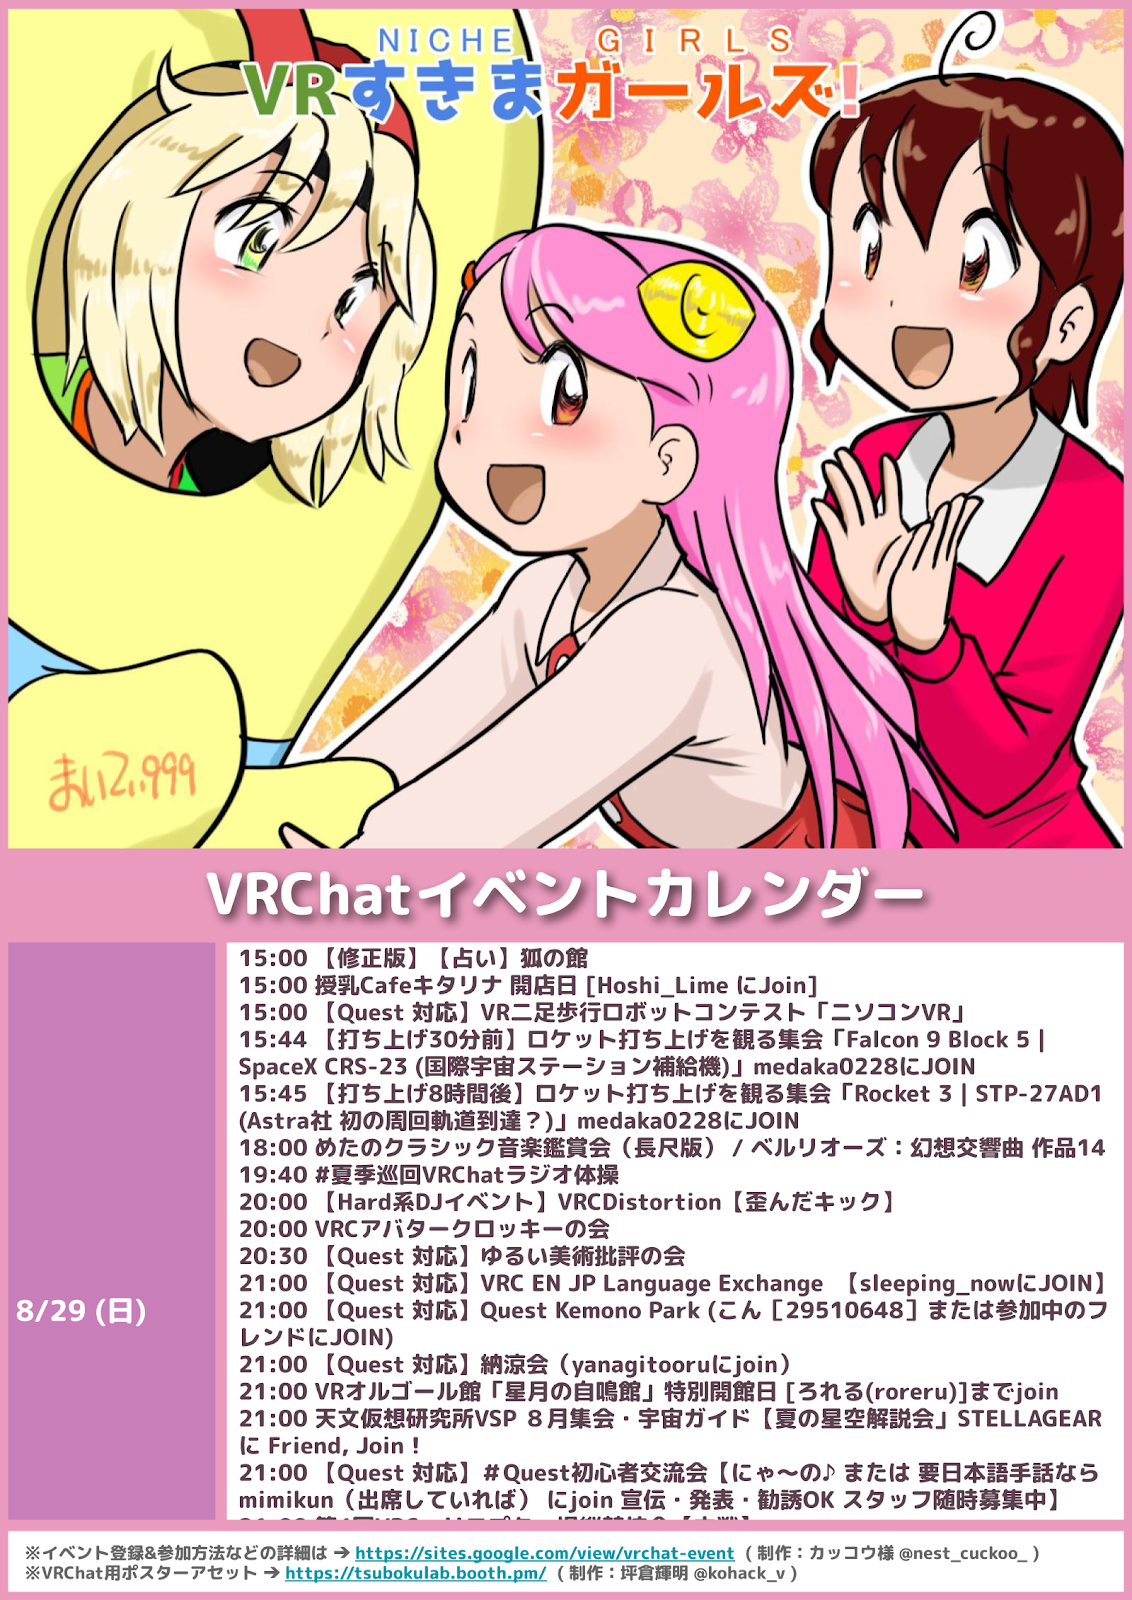 NICHE GIRLS
VRすきまガールズ!
まいてぃ999
VRChatイベントカレンダー
8/29 (日)
15:00 【修正版】【占い】狐の館
15:00 授乳Cafeキタリナ 開店日 [Hoshi_Lime にJoin]
15:00 【Quest 対応】VR二足歩行ロボットコンテスト「ニソコンVR」
15:44 【打ち上げ30分前】ロケット打ち上げを観る集会「Falcon 9 Block 5 |
SpaceX CRS-23 (国際宇宙ステーション補給機)」medaka0228にJOIN
15:45 【打ち上げ8時間後】ロケット打ち上げを観る集会「Rocket 3 | STP-27AD1
(Astra社 初の周回軌道到達？)」medaka0228にJOIN
18:00 めたのクラシック音楽鑑賞会（長尺版） / ベルリオーズ：幻想交響曲 作品14
19:40 #夏季巡回VRChatラジオ体操
20:00 【Hard系DJイベント】VRCDistortion【歪んだキック】
20:00 VRCアバタークロッキーの会
20:30 【Quest 対応】ゆるい美術批評の会
21:00 【Quest 対応】VRC EN JP Language Exchange 【sleeping_nowにJOIN】
21:00 【Quest 対応】Quest Kemono Park (こん［29510648］または参加中のフ
レンドにJOIN)
21:00 【Quest 対応】納涼会（yanagitooruにjoin）
21:00 VRオルゴール館「星月の自鳴館」特別開館日 [ろれる(roreru)]までjoin
21:00 天文仮想研究所VSP ８月集会・宇宙ガイド【夏の星空解説会」STELLAGEAR
に Friend, Join！
21:00 【Quest 対応】＃Quest初心者交流会【にゃ〜の♪ または 要日本語手話なら
mimikun（出席していれば） にjoin 宣伝・発表・勧誘OK スタッフ随時募集中】
※イベント登録&参加方法などの詳細は ➔ https://sites.google.com/view/vrchat-event ( 制作：カッコウ様 @nest_cuckoo_ )
※VRChat用ポスターアセット ➔ https://tsubokulab.booth.pm/ ( 制作：坪倉輝明 @kohack_v )